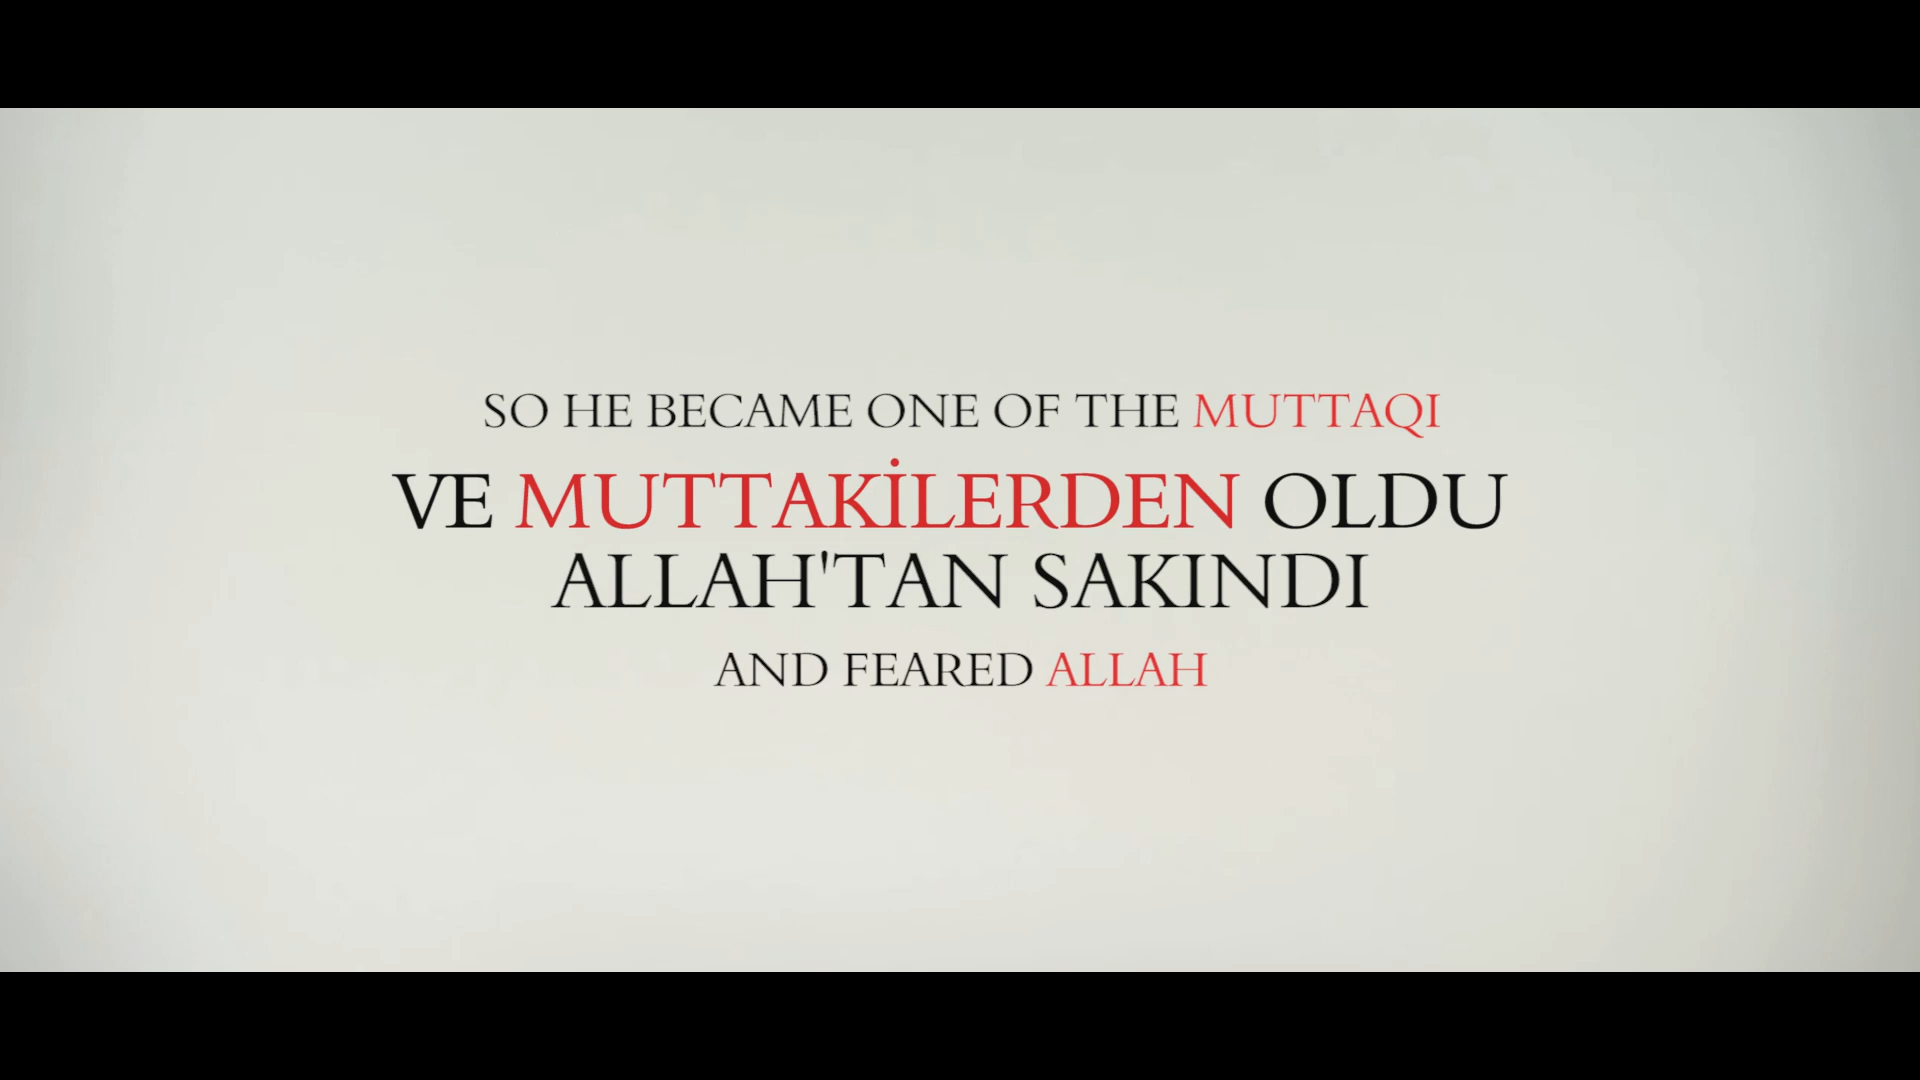 SO HE BECAME ONE OF THE MUTTAQI
VE MUTTAKİLERDEN OLDU
ALLAH'TAN SAKINDI
AND FEARED ALLAH